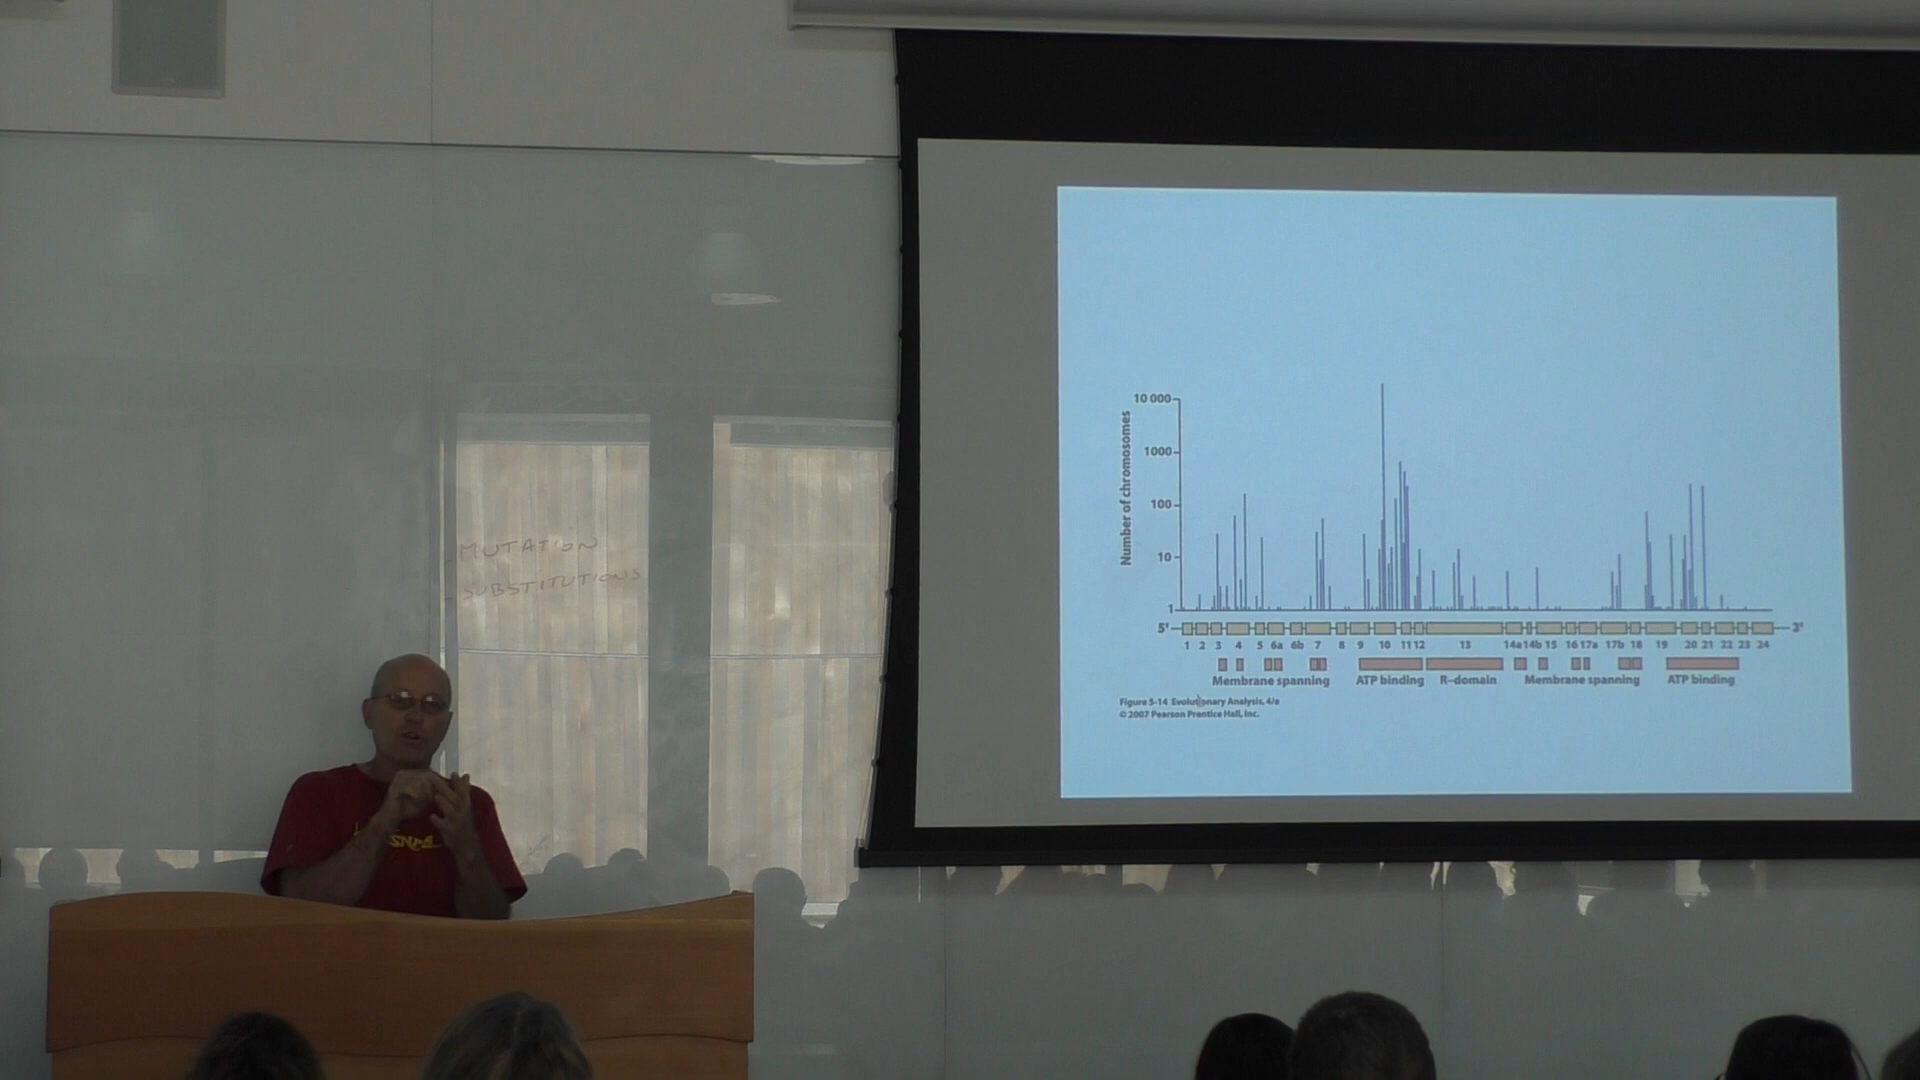 - MUTATION
- SUBSTITUTIONS
Number of chromosomes
10 000
1000
100
10
1
5' 3'
1 2 3 4 5 6a 6b 7 8 9 10 11 12 13 14a 14b 15 16 17a 17b 18 19 20 21 22 23 24
Membrane spanning ATP binding R-domain Membrane spanning ATP binding
Figure 5-14 Evolutionary Analysis, 4/e
© 2007 Pearson Prentice Hall, Inc.